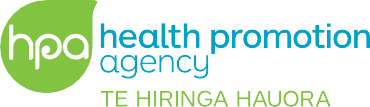 hpa
health promotion
agency
TE HIRINGA HAUORA